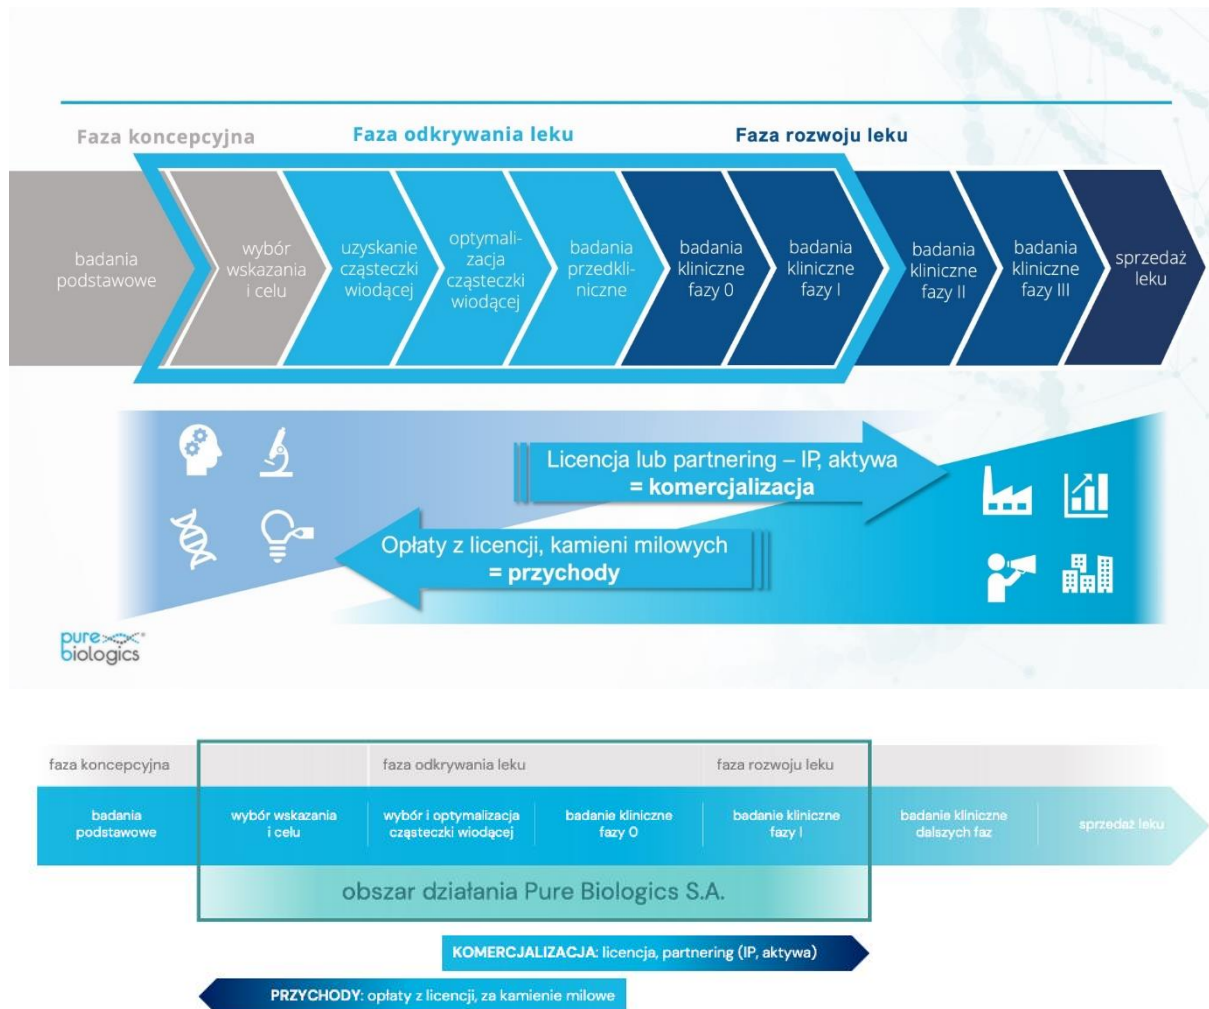 Faza koncepcyjna
Faza odkrywania leku
Faza rozwoju leku
badania
podstawowe
wybór
wskazania
i celu
uzyskanie
cząsteczki
wiodącej
optymali-
zacja
cząsteczki
wiodącej
badania
przedkli-
niczne
badania
kliniczne
fazy 0
badania
kliniczne
fazy I
badania
kliniczne
fazy II
badania
kliniczne
fazy III
sprzedaż
leku
Licencja lub partnering – IP, aktywa
= komercjalizacja
Opłaty z licencji, kamieni milowych
= przychody
pure
biologics
faza koncepcyjna
faza odkrywania leku
faza rozwoju leku
badania
podstawowe
wybór wskazania
i celu
wybór i optymalizacja
cząsteczki wiodącej
badanie kliniczne
fazy 0
badanie kliniczne
fazy I
badanie kliniczne
dalszych faz
sprzedaż leku
obszar działania Pure Biologics S.A.
KOMERCJALIZACJA: licencja, partnering (IP, aktywa)
PRZYCHODY: opłaty z licencji, za kamienie milowe